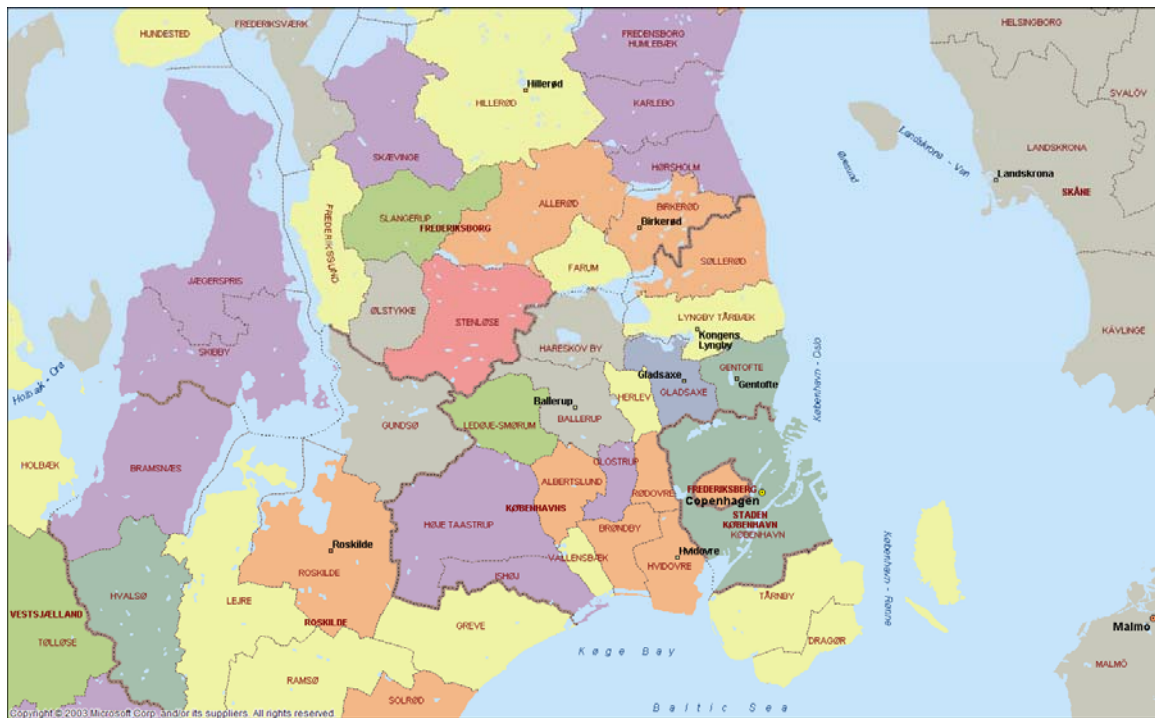 FREDERIKSVÆRK
HELSINGBORG
HUNDESTED
FREDENSBORG
HUMLEBÆK
Hillerød
HILLERØD
SVALÖV
KARLEBO
Landskrona - Ven
LANDSKRONA
SKÆVINGE
HØRSHOLM
Øresund
Landskrona
SKÅNE
ALLERØD
BIRKERØD
SLANGERUP
FREDERIKSBORG
Birkerød
FREDERIKSSUND
FARUM
SØLLERØD
JÆGERSPRIS
ØLSTYKKE
STENLØSE
LYNGBY TÅRBÆK
KÄVLINGE
Kongens
Lyngby
SKIBBY
HARESKOV BY
København - Oslo
GENTOFTE
Gladsaxe
Gentofte
Holbæk - Orø
GLADSAXE
HERLEV
Ballerup
BALLERUP
GUNDSØ
LEDØJE-SMØRUM
HOLBÆK
BRAMSNÆS
GLOSTRUP
ALBERTSLUND
FREDERIKSBERG
RØDOVRE
Copenhagen
KØBENHAVNS
STADEN
KØBENHAVN
KØBENHAVN
HØJE TAASTRUP
BRØNDBY
Roskilde
Hvidovre
VALLENSBÆK
HVIDOVRE
ROSKILDE
ISHØJ
København - Rønne
TÅRNBY
HVALSØ
LEJRE
VESTSJÆLLAND
ROSKILDE
GREVE
Malmö
TØLLØSE
DRAGØR
Køge Bay
MALMÖ
RAMSØ
SOLRØD
Baltic Sea
Copyright © 2003 Microsoft Corp. and/or its suppliers. All rights reserved.